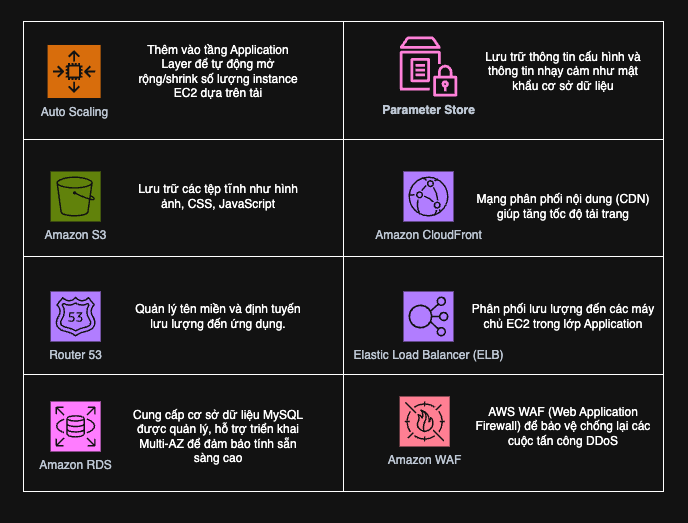 Thêm vào tầng Application
Layer để tự động mở
rộng/shrink số lượng instance
EC2 dựa trên tải
Auto Scaling
Lưu trữ thông tin cấu hình và
thông tin nhạy cảm như mật
khẩu cơ sở dữ liệu
Parameter Store
Lưu trữ các tệp tĩnh như hình
ảnh, CSS, JavaScript
Amazon S3
Mạng phân phối nội dung (CDN)
giúp tăng tốc độ tải trang
Amazon CloudFront
Quản lý tên miền và định tuyến
lưu lượng đến ứng dụng.
53
Router 53
Phân phối lưu lượng đến các máy
chủ EC2 trong lớp Application
Elastic Load Balancer (ELB)
Cung cấp cơ sở dữ liệu MySQL
được quản lý, hỗ trợ triển khai
Multi-AZ để đảm bảo tính sẵn
sàng cao
Amazon RDS
AWS WAF (Web Application
Firewall) để bảo vệ chống lại các
cuộc tấn công DDoS
Amazon WAF